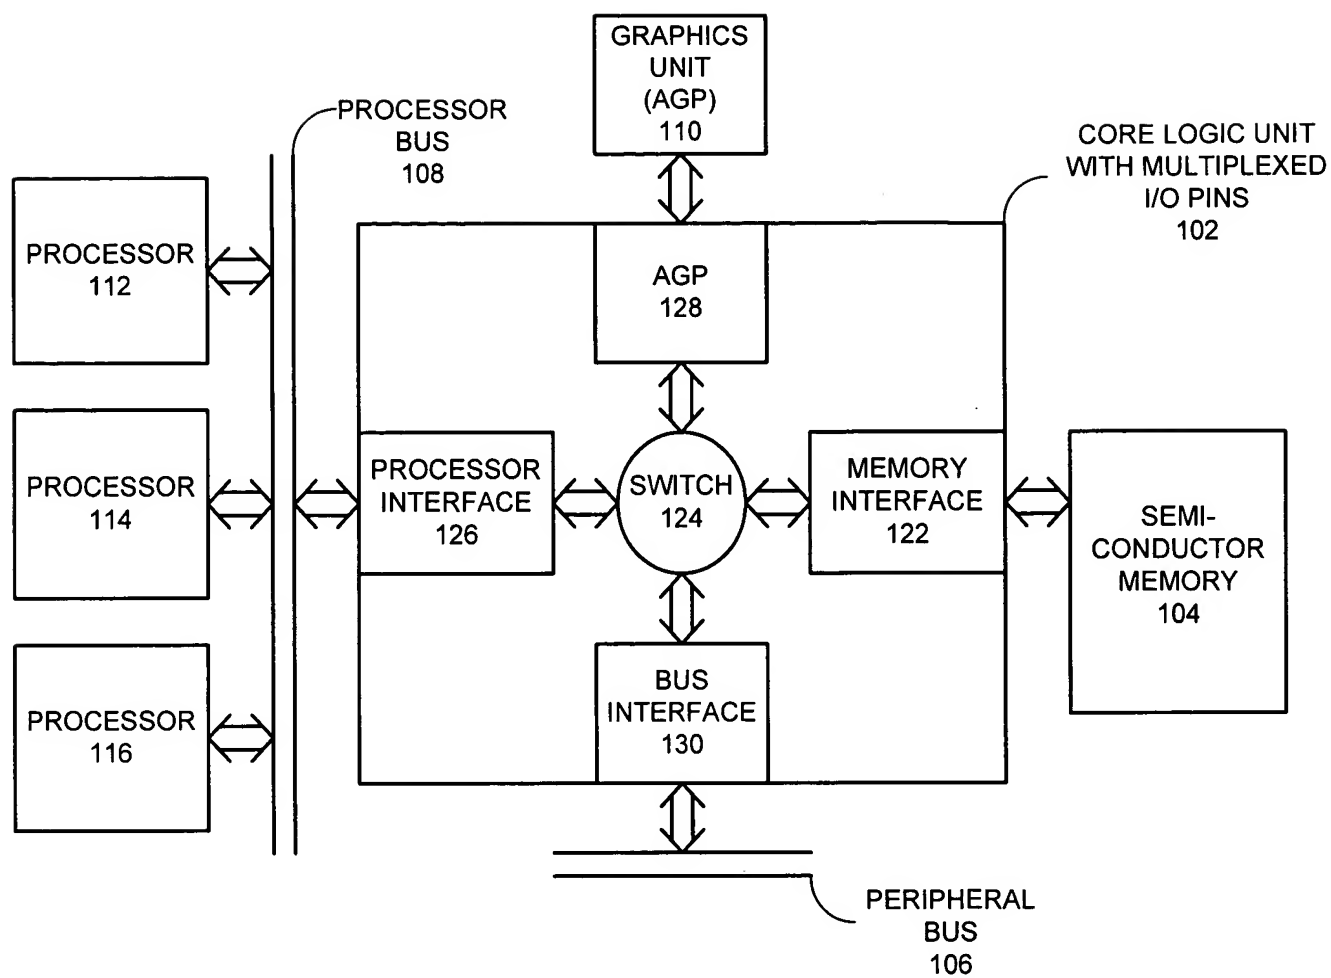 GRAPHICS
UNIT
(AGP)
110
PROCESSOR
BUS
108
CORE LOGIC UNIT
WITH MULTIPLEXED
I/O PINS
102
PROCESSOR
112
AGP
128
PROCESSOR
114
PROCESSOR
INTERFACE
126
SWITCH
124
MEMORY
INTERFACE
122
SEMI-
CONDUCTOR
MEMORY
104
PROCESSOR
116
BUS
INTERFACE
130
PERIPHERAL
BUS
106